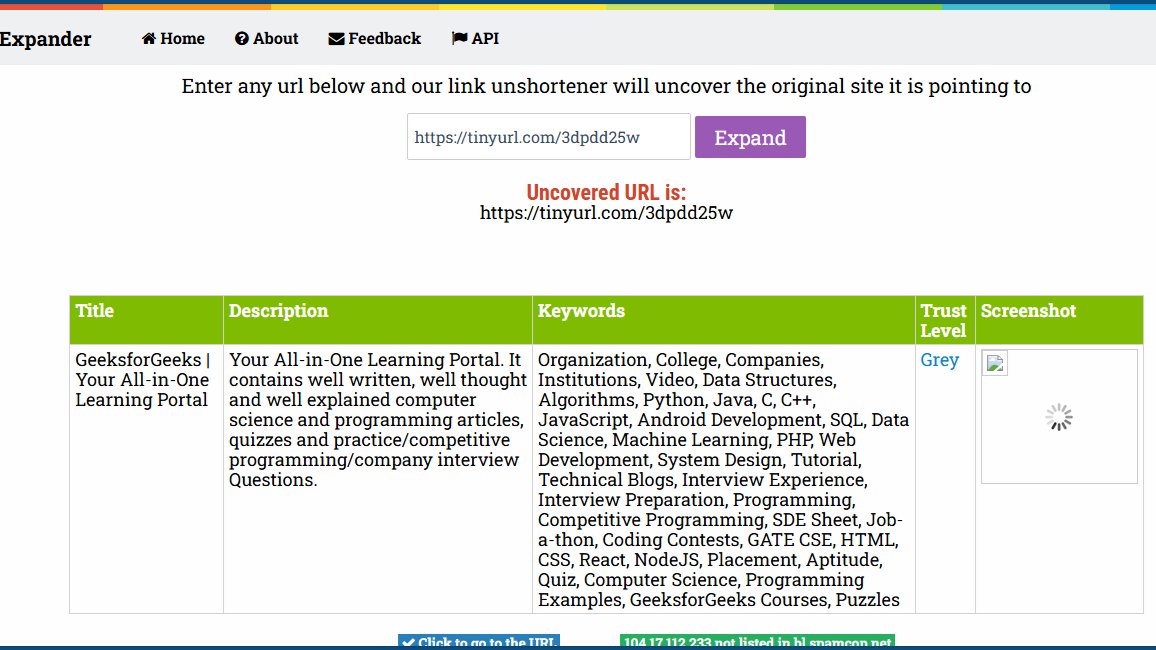 Expander Home About Feedback API
Enter any url below and our link unshortener will uncover the original site it is pointing to
https://tinyurl.com/3dpdd25w Expand
Uncovered URL is:
https://tinyurl.com/3dpdd25w
Title Description Keywords Trust Level Screenshot
GeeksforGeeks |
Your All-in-One
Learning Portal
Your All-in-One Learning Portal. It
contains well written, well thought
and well explained computer
science and programming articles,
quizzes and practice/competitive
programming/company interview
Questions.
Organization, College, Companies,
Institutions, Video, Data Structures,
Algorithms, Python, Java, C, C++,
JavaScript, Android Development, SQL, Data
Science, Machine Learning, PHP, Web
Development, System Design, Tutorial,
Technical Blogs, Interview Experience,
Interview Preparation, Programming,
Competitive Programming, SDE Sheet, Job-
a-thon, Coding Contests, GATE CSE, HTML,
CSS, React, NodeJS, Placement, Aptitude,
Quiz, Computer Science, Programming
Examples, GeeksforGeeks Courses, Puzzles
Grey
Click to go to the URL 104.17.112.233 not listed in bl.spamcop.net